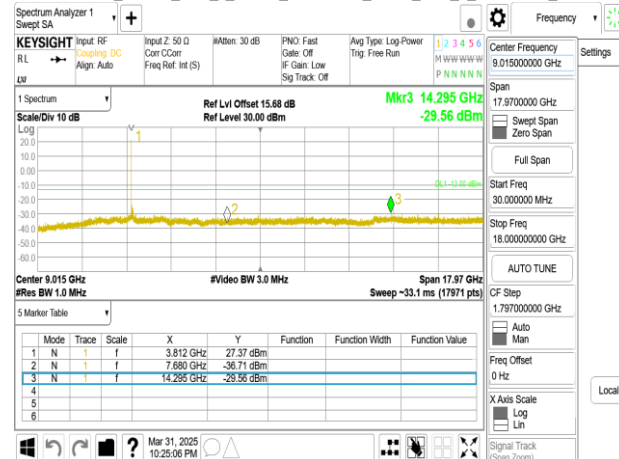 Spectrum Analyzer 1
Swept SA
Frequency
KEYSIGHT
Input: RF
Coupling: DC
Align: Auto
Input Z: 50 Ω
Corr CCorr
Freq Ref: Int (S)
#Atten: 30 dB
PNO: Fast
Gate: Off
IF Gain: Low
Sig Track: Off
Avg Type: Log-Power
Trig: Free Run
1 2 3 4 5 6
M W W W W W
P N N N N N
RL
LXI
Center Frequency
9.015000000 GHz
Settings
1 Spectrum
Scale/Div 10 dB
Ref Lvl Offset 15.68 dB
Ref Level 30.00 dBm
Mkr3 14.295 GHz
-29.56 dBm
Span
17.9700000 GHz
Swept Span
Zero Span
Full Span
Log
20.0
10.0
0.00
-10.0
-20.0
-30.0
-40.0
-50.0
-60.0
1
2
3
DL1 -13.00 dBm
Start Freq
30.000000 MHz
Stop Freq
18.000000000 GHz
AUTO TUNE
Center 9.015 GHz
#Res BW 1.0 MHz
#Video BW 3.0 MHz
Span 17.97 GHz
Sweep ~33.1 ms (17971 pts)
CF Step
1.797000000 GHz
Auto
Man
5 Marker Table
Mode Trace Scale X Y Function Function Width Function Value
1 N 1 f 3.812 GHz 27.37 dBm
2 N 1 f 7.680 GHz -36.71 dBm
3 N 1 f 14.295 GHz -29.56 dBm
4
5
6
Freq Offset
0 Hz
X Axis Scale
Log
Lin
Local
Signal Track
(Span Zoom)
?
Mar 31, 2025
10:25:06 PM